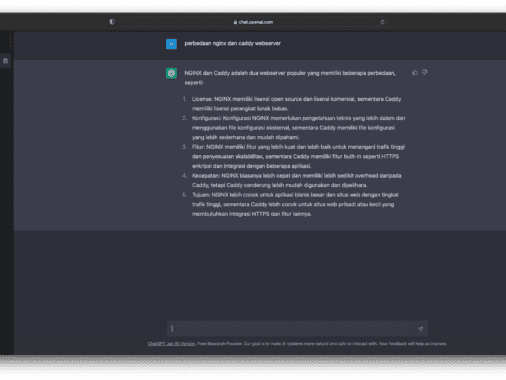 chat.openai.com
perbedaan nginx dan caddy webserver
NGINX dan Caddy adalah dua webserver populer yang memiliki beberapa perbedaan,
seperti:
1. License: NGINX memiliki lisensi open source dan lisensi komersial, sementara Caddy
memiliki lisensi perangkat lunak bebas.
2. Konfigurasi: Konfigurasi NGINX memerlukan pengetahuan teknis yang lebih dalam dan
menggunakan file konfigurasi eksternal, sementara Caddy memiliki file konfigurasi
yang lebih sederhana dan mudah dipahami.
3. Fitur: NGINX memiliki fitur yang lebih kuat dan lebih baik untuk menangani trafik tinggi
dan penyesuaian skalabilitas, sementara Caddy memiliki fitur built-in seperti HTTPS
enkripsi dan integrasi dengan beberapa aplikasi.
4. Kecepatan: NGINX biasanya lebih cepat dan memiliki lebih sedikit overhead daripada
Caddy, tetapi Caddy cenderung lebih mudah digunakan dan dipelihara.
5. Tujuan: NGINX lebih cocok untuk aplikasi bisnis besar dan situs web dengan tingkat
trafik tinggi, sementara Caddy lebih cocok untuk situs web pribadi atau kecil yang
membutuhkan integrasi HTTPS dan fitur lainnya.
ChatGPT Jan 30 Version. Free Research Preview. Our goal is to make AI systems more natural and safe to interact with. Your feedback will help us improve.